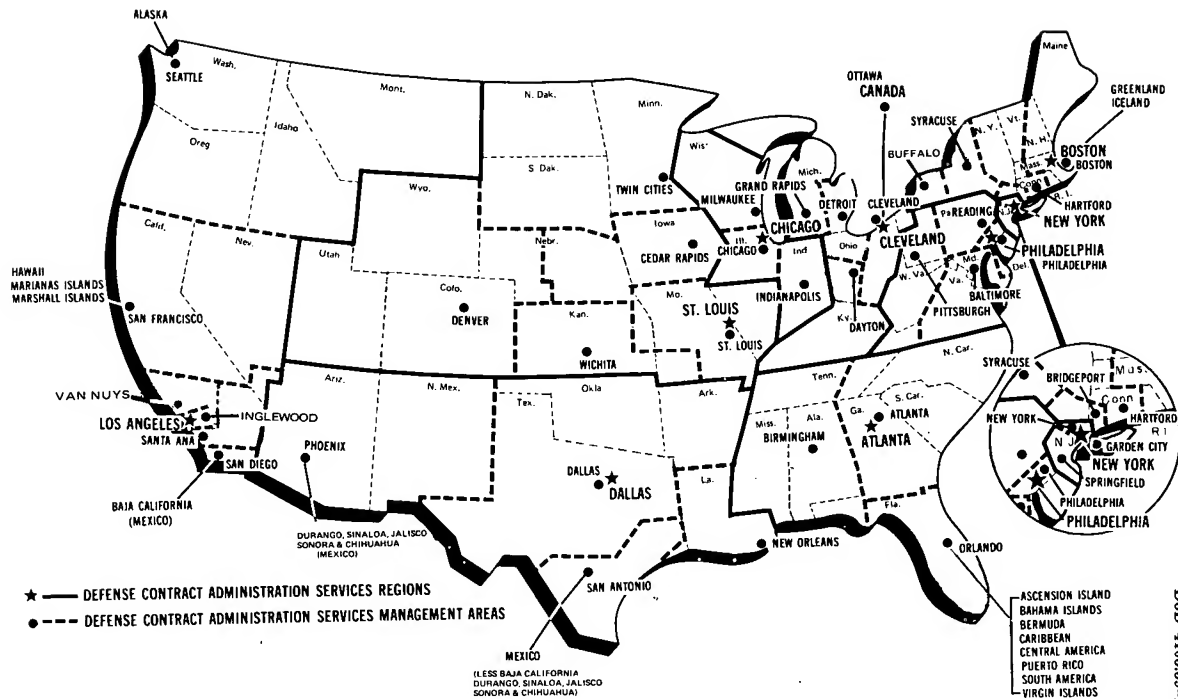 ALASKA
SEATTLE
Wash.
Mont.
N. Dak.
Minn.
Maine
Oreg
Idaho
Wyo.
S. Dak.
Wis.
Mich.
OTTAWA
CANADA
GREENLAND
ICELAND
SYRACUSE
N.Y.
Vt.
N.H.
Mass.
Conn
R.I.
BOSTON
BOSTON
BUFFALO
TWIN CITIES
GRAND RAPIDS
MILWAUKEE
DETROIT
CLEVELAND
CLEVELAND
Pa
READING
N.J.
HARTFORD
NEW YORK
PHILADELPHIA
PHILADELPHIA
Calif.
Nev.
Utah
Nebr.
Iowa
CEDAR RAPIDS
Ill.
CHICAGO
CHICAGO
Ind
Ohio
W. Va.
Md.
Va.
Del.
BALTIMORE
PITTSBURGH
HAWAII
MARIANAS ISLANDS
MARSHALL ISLANDS
SAN FRANCISCO
Colo.
DENVER
Kan.
WICHITA
Mo.
ST. LOUIS
ST. LOUIS
INDIANAPOLIS
Ky.
DAYTON
VAN NUYS
LOS ANGELES
INGLEWOOD
SANTA ANA
SAN DIEGO
BAJA CALIFORNIA
(MEXICO)
Ariz.
PHOENIX
N. Mex.
DURANGO, SINALOA, JALISCO
SONORA & CHIHUAHUA
(MEXICO)
Tex.
Okla
Ark.
DALLAS
DALLAS
La.
Tenn.
N. Car.
S. Car.
Miss.
Ala.
Ga.
BIRMINGHAM
ATLANTA
ATLANTA
Fla.
NEW ORLEANS
ORLANDO
SAN ANTONIO
MEXICO
(LESS BAJA CALIFORNIA
DURANGO, SINALOA, JALISCO
SONORA & CHIHUAHUA)
SYRACUSE
BRIDGEPORT
Mas.
Conn
NEW YORK
HARTFORD
R I
N J
GARDEN CITY
NEW YORK
SPRINGFIELD
PHILADELPHIA
PHILADELPHIA
DEFENSE CONTRACT ADMINISTRATION SERVICES REGIONS
DEFENSE CONTRACT ADMINISTRATION SERVICES MANAGEMENT AREAS
ASCENSION ISLAND
BAHAMA ISLANDS
BERMUDA
CARIBBEAN
CENTRAL AMERICA
PUERTO RICO
SOUTH AMERICA
VIRGIN ISLANDS